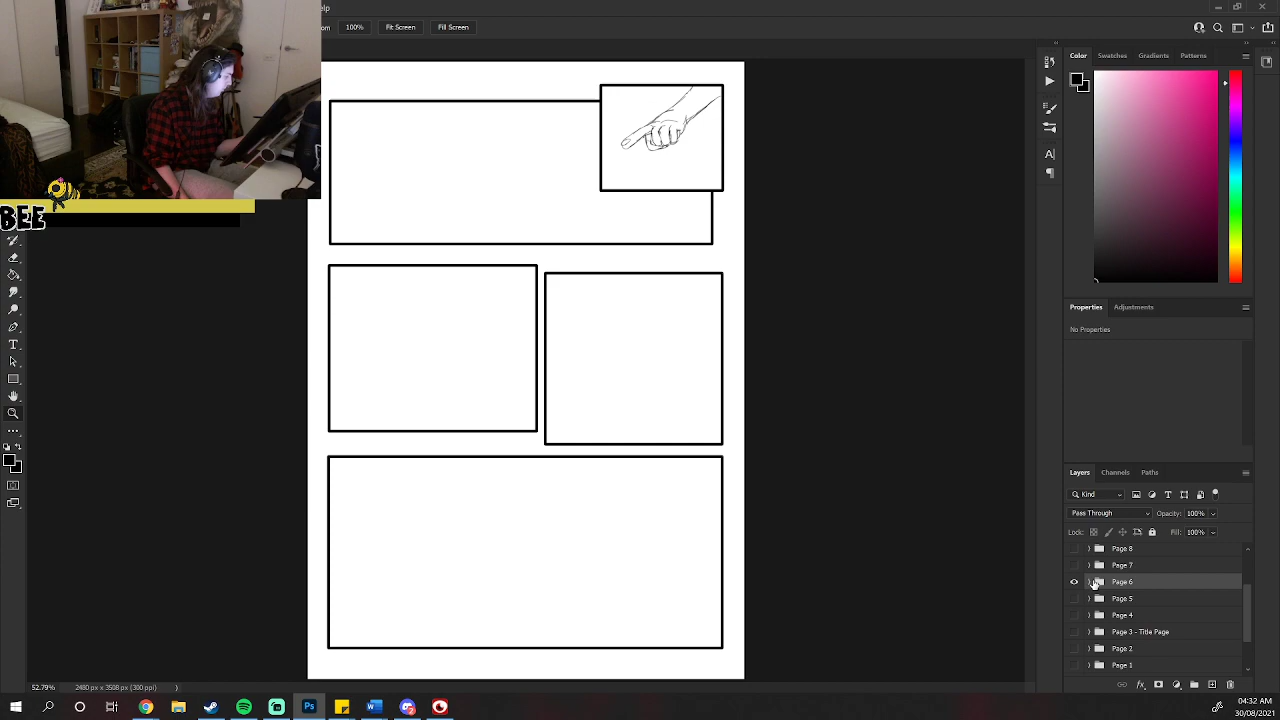 elp
om
100%
Fit Screen
Fill Screen
Color
Swatches
Gradients
Patterns
Properties
Adjustments
No Properties
Layers
Channels
Paths
Kind
Pass Through
Opacity: 100%
Lock:
Fill: 100%
Page 8
Page 7
Page 6
Page 5
Page 4
Page 3 - Title Page
Page 2
Page 1
BEE
52.79%
2480 px x 3508 px (300 ppi)
Ps
04:32 AM
30/08/2021